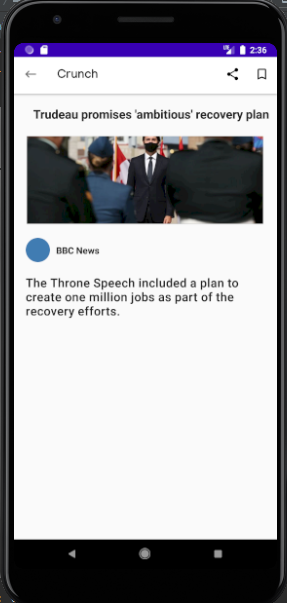 2:36
Crunch
Trudeau promises 'ambitious' recovery plan
BBC News
The Throne Speech included a plan to
create one million jobs as part of the
recovery efforts.